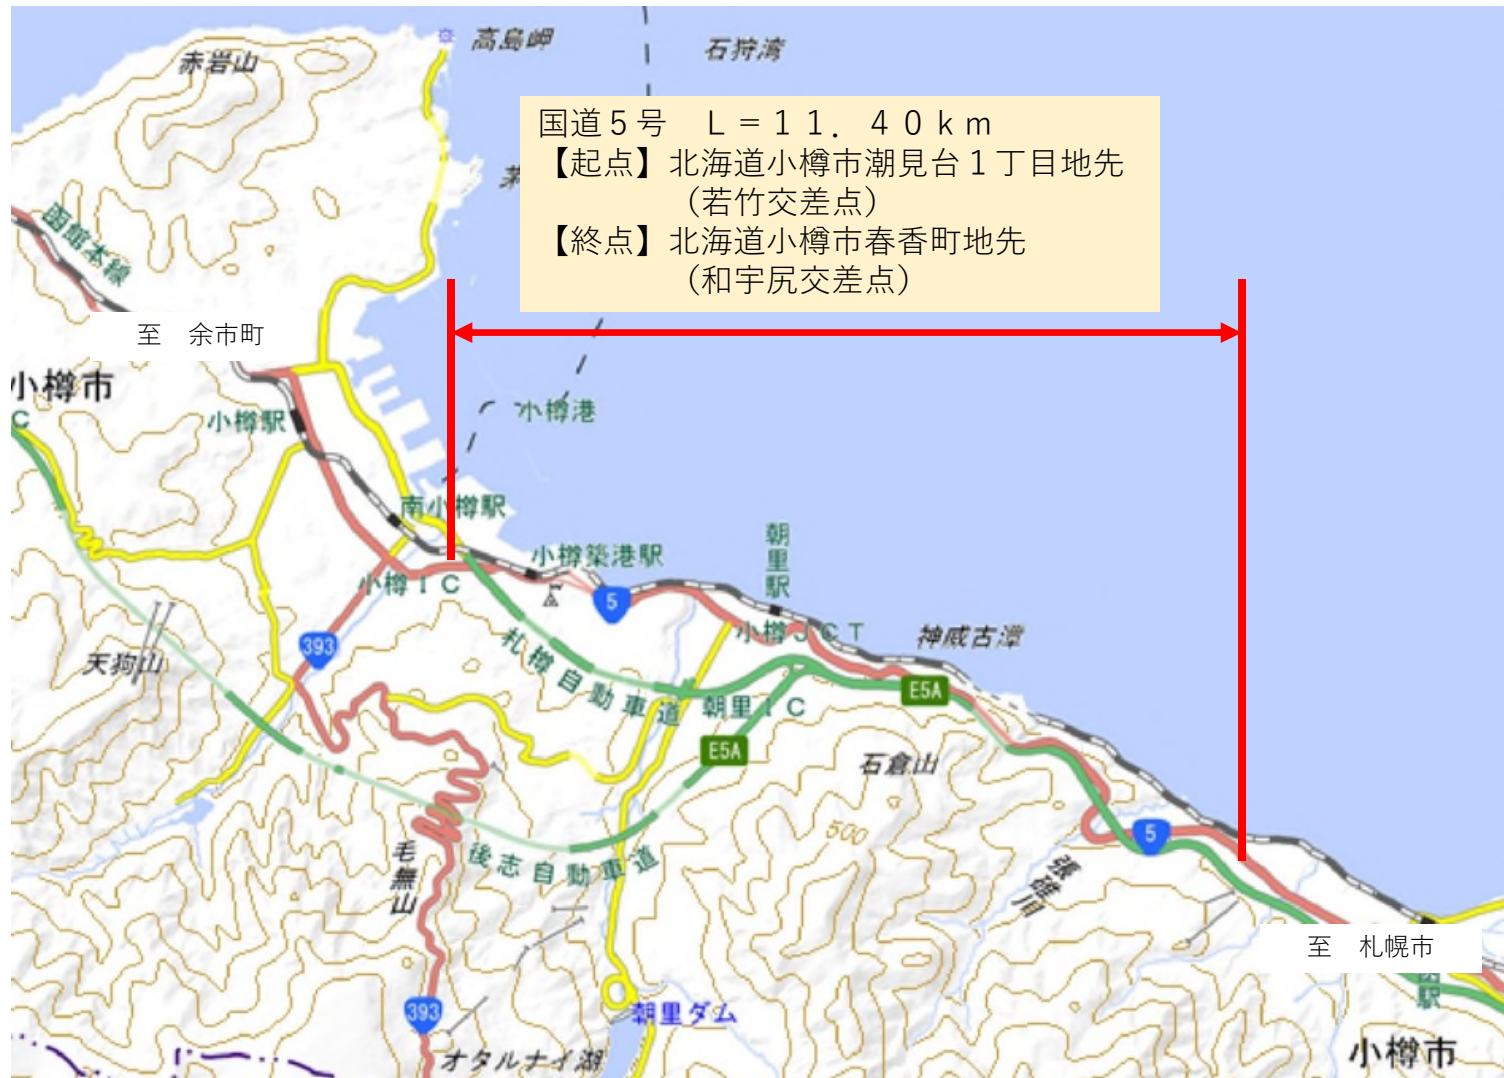 高島岬
石狩湾
赤岩山
国道５号　Ｌ＝１１．４０ｋｍ
【起点】北海道小樽市潮見台１丁目地先
（若竹交差点）
【終点】北海道小樽市春香町地先
（和宇尻交差点）
茅
函館本線
至　余市町
小樽市
C
小樽駅
小樽港
南小樽駅
小樽築港駅
朝里駅
小樽ＩＣ
5
393
小樽ＪＣＴ
神威古潭
天狗山
札樽自動車道
朝里ＩＣ
E5A
E5A
石倉山
500
5
後志自動車道
毛無山
張碓川
至　札幌市
函駅
393
朝里ダム
オタルナイ湖
小樽市